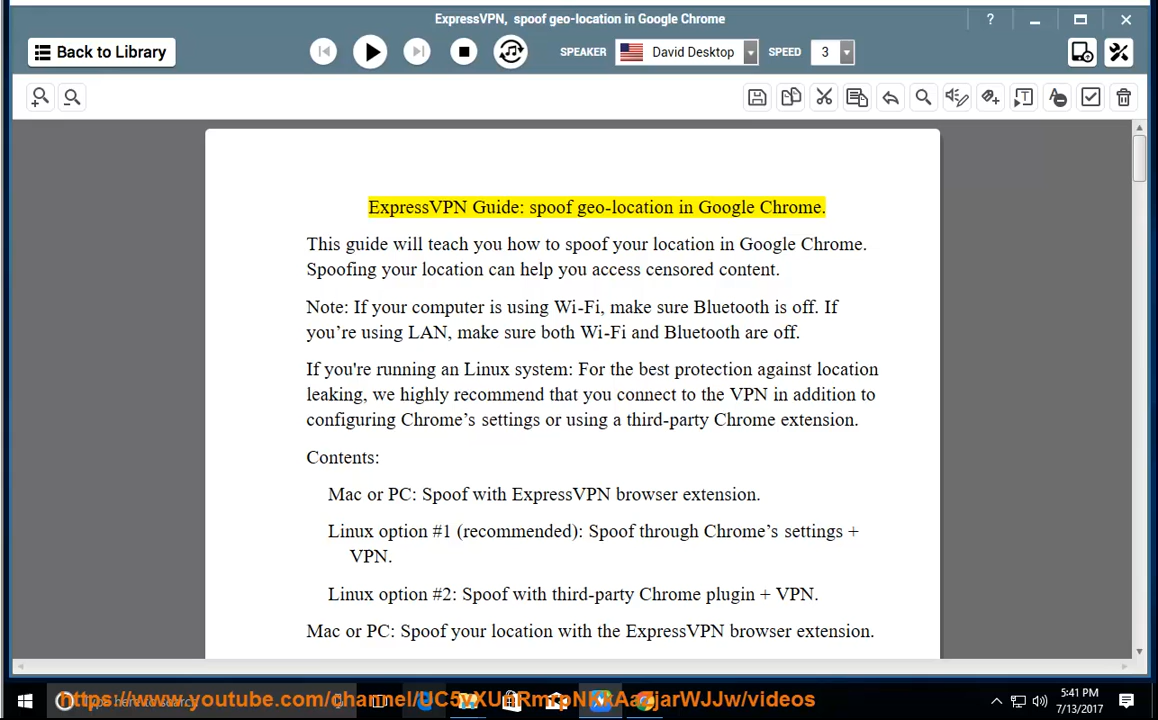 ExpressVPN, spoof geo-location in Google Chrome
?
Back to Library
SPEAKER
David Desktop
SPEED
3
ExpressVPN Guide: spoof geo-location in Google Chrome.
This guide will teach you how to spoof your location in Google Chrome.
Spoofing your location can help you access censored content.
Note: If your computer is using Wi-Fi, make sure Bluetooth is off. If
you’re using LAN, make sure both Wi-Fi and Bluetooth are off.
If you're running an Linux system: For the best protection against location
leaking, we highly recommend that you connect to the VPN in addition to
configuring Chrome’s settings or using a third-party Chrome extension.
Contents:
Mac or PC: Spoof with ExpressVPN browser extension.
Linux option #1 (recommended): Spoof through Chrome’s settings +
VPN.
Linux option #2: Spoof with third-party Chrome plugin + VPN.
Mac or PC: Spoof your location with the ExpressVPN browser extension.
Type here to search
5:41 PM
7/13/2017